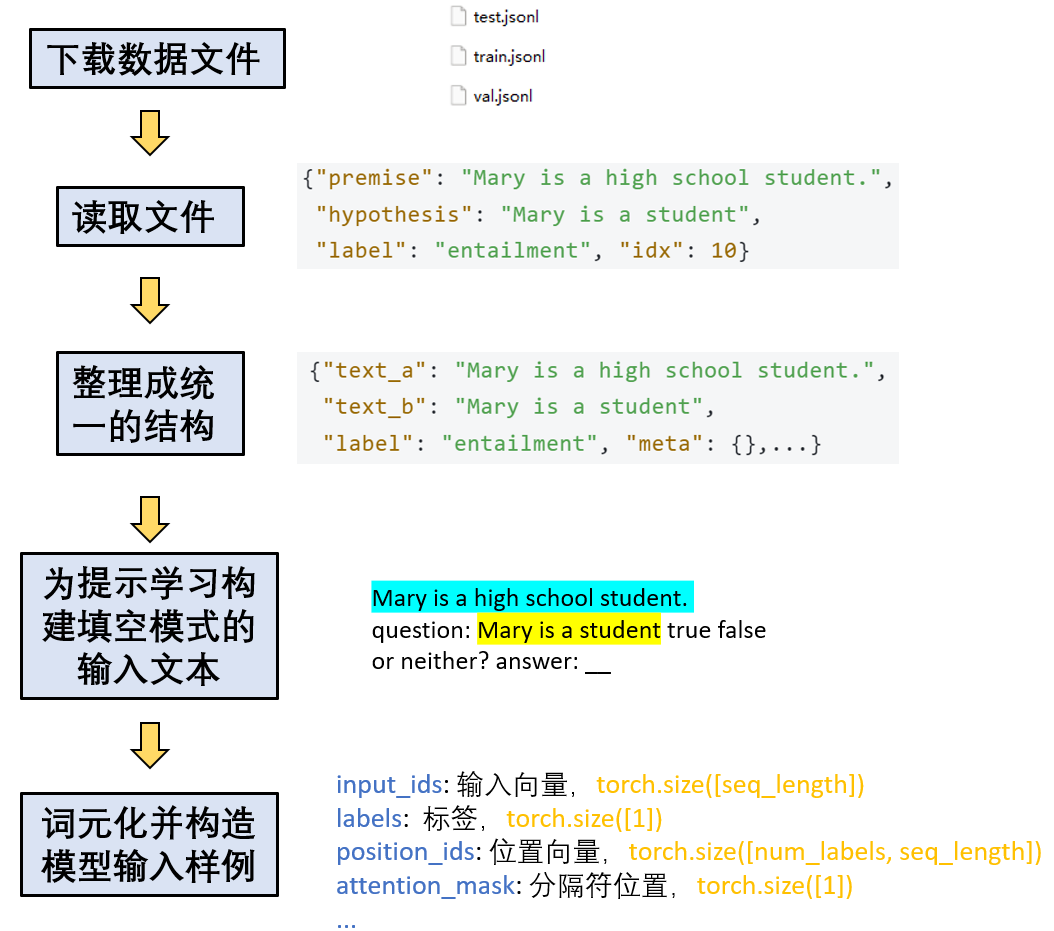 下载数据文件
test.jsonl
train.jsonl
val.jsonl
读取文件
{"premise": "Mary is a high school student.",
"hypothesis": "Mary is a student",
"label": "entailment", "idx": 10}
整理成统
一的结构
{"text_a": "Mary is a high school student.",
"text_b": "Mary is a student",
"label": "entailment", "meta": {},...}
为提示学习构
建填空模式的
输入文本
Mary is a high school student.
question: Mary is a student true false
or neither? answer: __
词元化并构造
模型输入样例
input_ids: 输入向量，torch.size([seq_length])
labels: 标签，torch.size([1])
position_ids: 位置向量，torch.size([num_labels, seq_length])
attention_mask: 分隔符位置，torch.size([1])
...